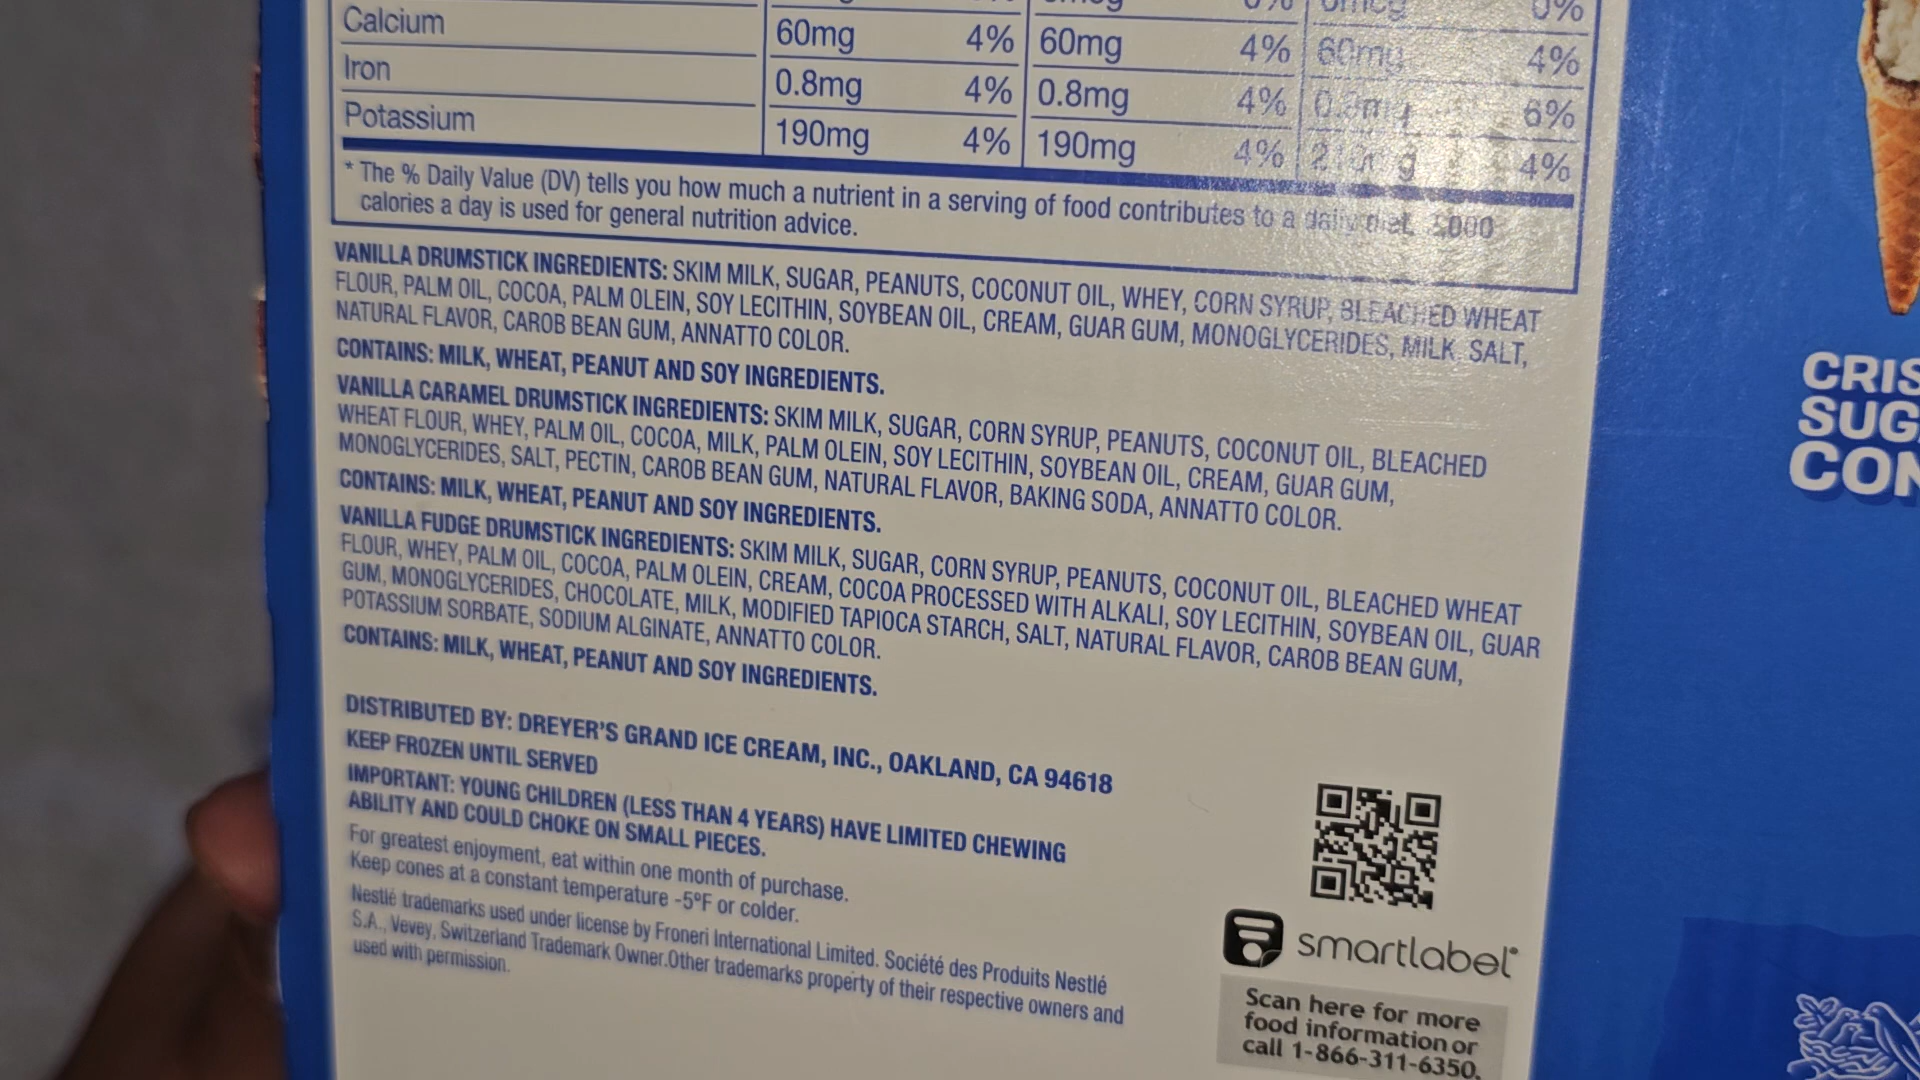 Calcium 60mg 4% 60mg 4% 60mg 4%
Iron 0.8mg 4% 0.8mg 4% 6%
Potassium 190mg 4% 190mg 4% 4%
* The % Daily Value (DV) tells you how much a nutrient in a serving of food contributes to a daily diet.
calories a day is used for general nutrition advice.
VANILLA DRUMSTICK INGREDIENTS: SKIM MILK, SUGAR, PEANUTS, COCONUT OIL, WHEY, CORN SYRUP, BLEACHED WHEAT
FLOUR, PALM OIL, COCOA, PALM OLEIN, SOY LECITHIN, SOYBEAN OIL, CREAM, GUAR GUM, MONOGLYCERIDES, MILK, SALT,
NATURAL FLAVOR, CAROB BEAN GUM, ANNATTO COLOR.
CONTAINS: MILK, WHEAT, PEANUT AND SOY INGREDIENTS.
VANILLA CARAMEL DRUMSTICK INGREDIENTS: SKIM MILK, SUGAR, CORN SYRUP, PEANUTS, COCONUT OIL, BLEACHED
WHEAT FLOUR, WHEY, PALM OIL, COCOA, MILK, PALM OLEIN, SOY LECITHIN, SOYBEAN OIL, CREAM, GUAR GUM,
MONOGLYCERIDES, SALT, PECTIN, CAROB BEAN GUM, NATURAL FLAVOR, BAKING SODA, ANNATTO COLOR.
CONTAINS: MILK, WHEAT, PEANUT AND SOY INGREDIENTS.
VANILLA FUDGE DRUMSTICK INGREDIENTS: SKIM MILK, SUGAR, CORN SYRUP, PEANUTS, COCONUT OIL, BLEACHED WHEAT
FLOUR, WHEY, PALM OIL, COCOA, PALM OLEIN, CREAM, COCOA PROCESSED WITH ALKALI, SOY LECITHIN, SOYBEAN OIL, GUAR
GUM, MONOGLYCERIDES, CHOCOLATE, MILK, MODIFIED TAPIOCA STARCH, SALT, NATURAL FLAVOR, CAROB BEAN GUM,
POTASSIUM SORBATE, SODIUM ALGINATE, ANNATTO COLOR.
CONTAINS: MILK, WHEAT, PEANUT AND SOY INGREDIENTS.
DISTRIBUTED BY: DREYER'S GRAND ICE CREAM, INC., OAKLAND, CA 94618
KEEP FROZEN UNTIL SERVED
IMPORTANT: YOUNG CHILDREN (LESS THAN 4 YEARS) HAVE LIMITED CHEWING
ABILITY AND COULD CHOKE ON SMALL PIECES.
For greatest enjoyment, eat within one month of purchase.
Keep cones at a constant temperature -5°F or colder.
Nestlé trademarks used under license by Froneri International Limited. Société des Produits Nestlé
S.A., Vevey, Switzerland Trademark Owner.Other trademarks property of their respective owners and
used with permission.
smartlabel
Scan here for more
food information or
call 1-866-311-6350.
CRIS
SUG
CON